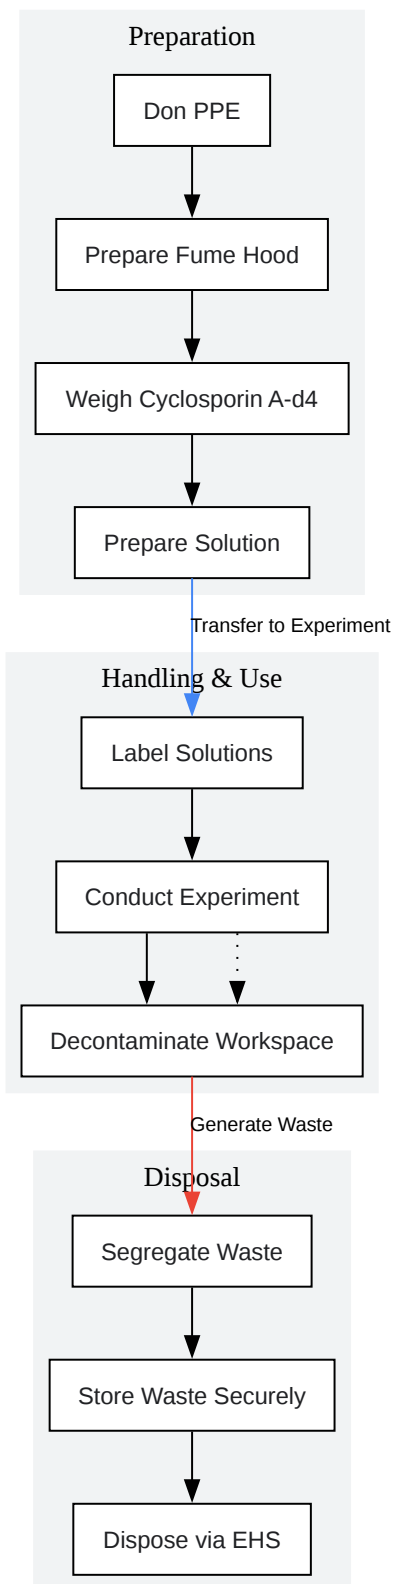 Preparation
Don PPE
Prepare Fume Hood
Weigh Cyclosporin A-d4
Prepare Solution
Transfer to Experiment
Handling & Use
Label Solutions
Conduct Experiment
Decontaminate Workspace
Generate Waste
Disposal
Segregate Waste
Store Waste Securely
Dispose via EHS